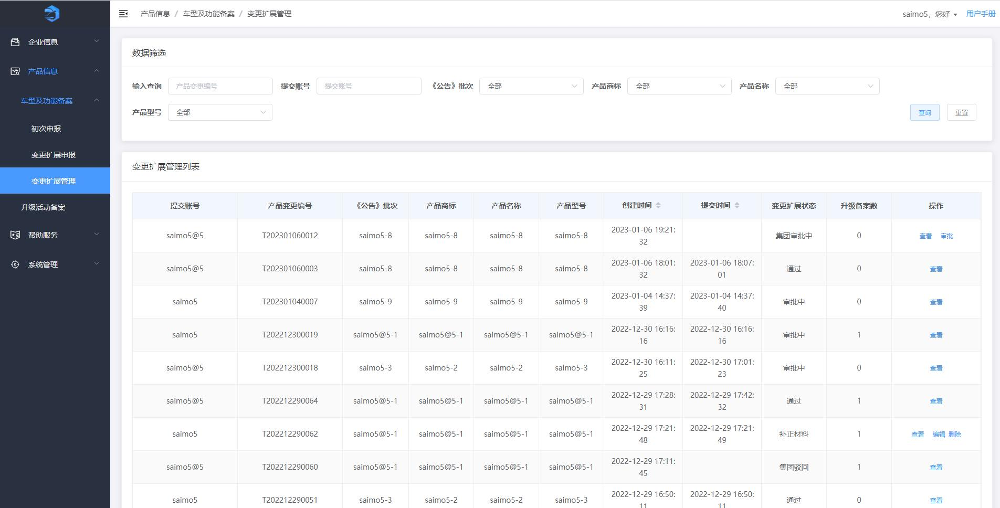 产品信息 / 车型及功能备案 / 变更扩展管理
saimo5，您好
用户手册
企业信息
产品信息
车型及功能备案
初次申报
变更扩展申报
变更扩展管理
升级活动备案
帮助服务
系统管理
数据筛选
输入查询 产品变更编号 提交账号 提交账号 《公告》批次 全部 产品商标 全部 产品名称 全部
产品型号 全部 查询 重置
变更扩展管理列表
提交账号 产品变更编号 《公告》批次 产品商标 产品名称 产品型号 创建时间 提交时间 变更扩展状态 升级备案数 操作
saimo5@5 T202301060012 saimo5-8 saimo5-8 saimo5-8 saimo5-8 2023-01-06 19:21:
32 集团审批中 0 查看 审批
saimo5@5 T202301060003 saimo5-8 saimo5-8 saimo5-8 saimo5-8 2023-01-06 18:01:
32 2023-01-06 18:07:
01 通过 0 查看
saimo5 T202301040007 saimo5-9 saimo5-9 saimo5-9 saimo5-9 2023-01-04 14:37:
39 2023-01-04 14:37:
40 审批中 0 查看
saimo5 T202212300019 saimo5@5-1 saimo5@5-1 saimo5@5-1 saimo5@5-1 2022-12-30 16:16:
16 2022-12-30 16:16:
16 审批中 1 查看
saimo5@5 T202212300018 saimo5-3 saimo5-2 saimo5-2 saimo5-3 2022-12-30 16:11:
25 2022-12-30 17:01:
23 审批中 0 查看
saimo5@5 T202212290064 saimo5@5-1 saimo5@5-1 saimo5@5-1 saimo5@5-1 2022-12-29 17:28:
31 2022-12-29 17:42:
32 通过 1 查看
saimo5 T202212290062 saimo5@5-1 saimo5@5-1 saimo5@5-1 saimo5@5-1 2022-12-29 17:21:
48 2022-12-29 17:21:
49 补正材料 1 查看 编辑 删除
saimo5@5 T202212290060 saimo5@5-1 saimo5@5-1 saimo5@5-1 saimo5@5-1 2022-12-29 17:11:
45 集团驳回 1 查看
saimo5 T202212290051 saimo5-3 saimo5-2 saimo5-2 saimo5-3 2022-12-29 16:50:
11 2022-12-29 16:50:
11 通过 0 查看